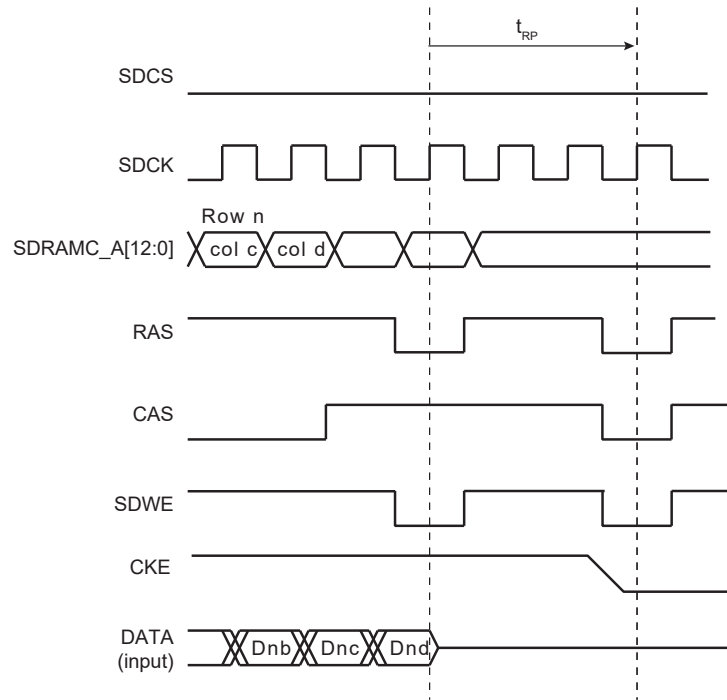 t_RP
SDCS
SDCK
Row n
SDRAMC_A[12:0]
col c
col d
RAS
CAS
SDWE
CKE
DATA
(input)
Dnb
Dnc
Dnd